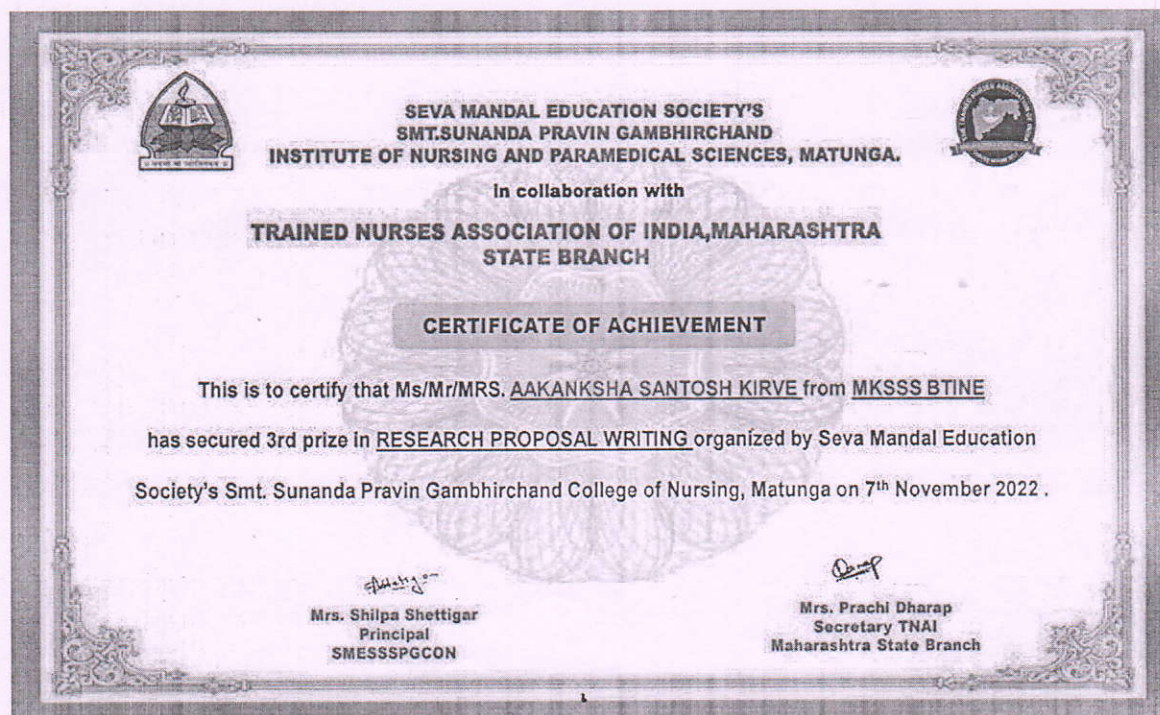 SEVA MANDAL EDUCATION SOCIETY'S
SMT.SUNANDA PRAVIN GAMBHIRCHAND
INSTITUTE OF NURSING AND PARAMEDICAL SCIENCES, MATUNGA.
in collaboration with
TRAINED NURSES ASSOCIATION OF INDIA,MAHARASHTRA
STATE BRANCH
CERTIFICATE OF ACHIEVEMENT
This is to certify that Ms/Mr/MRS. AAKANKSHA SANTOSH KIRVE from MKSSS BTINE
has secured 3rd prize in RESEARCH PROPOSAL WRITING organized by Seva Mandal Education
Society's Smt. Sunanda Pravin Gambhirchand College of Nursing, Matunga on 7th November 2022 .
Mrs. Shilpa Shettigar
Principal
SMESSSPGCON
Mrs. Prachi Dharap
Secretary TNAI
Maharashtra State Branch